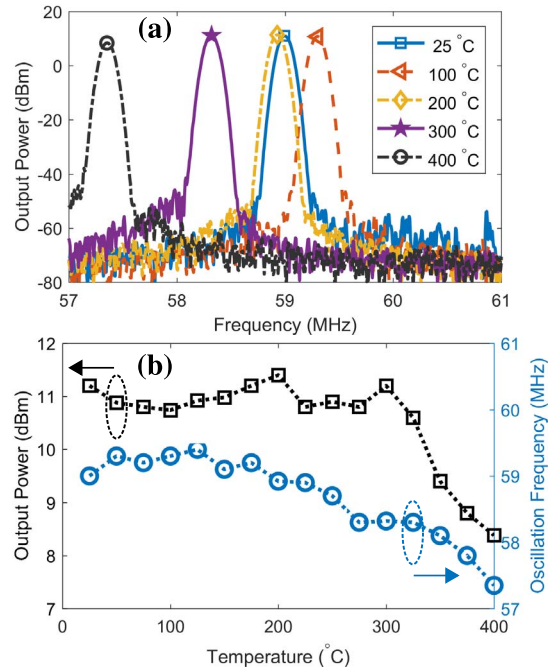 (a)
25 °C
100 °C
200 °C
300 °C
400 °C
20
0
-20
-40
-60
-80
Output Power (dBm)
57
58
59
60
61
Frequency (MHz)
(b)
12
11
10
9
8
7
Output Power (dBm)
61
60
59
58
57
Oscillation Frequency (MHz)
0
100
200
300
400
500
Temperature (°C)